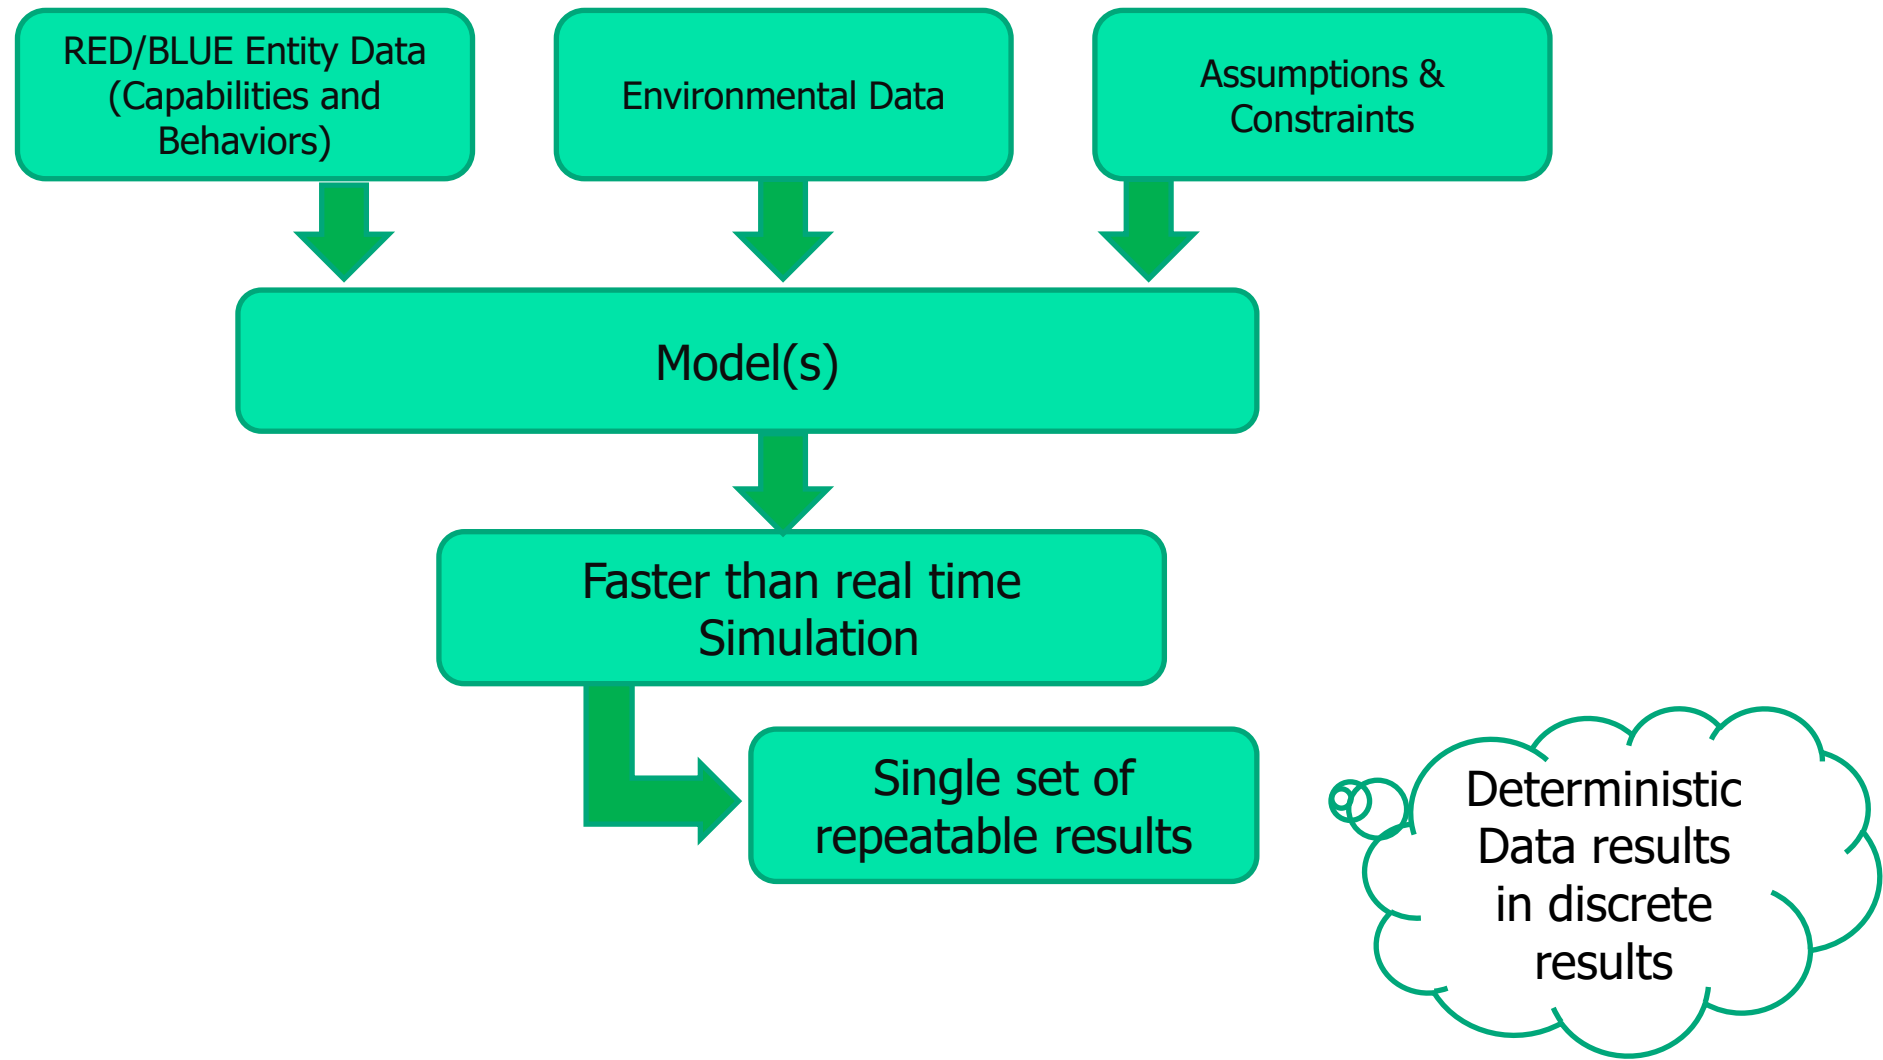 RED/BLUE Entity Data
(Capabilities and
Behaviors)
Environmental Data
Assumptions &
Constraints
Model(s)
Faster than real time
Simulation
Single set of
repeatable results
Deterministic
Data results
in discrete
results